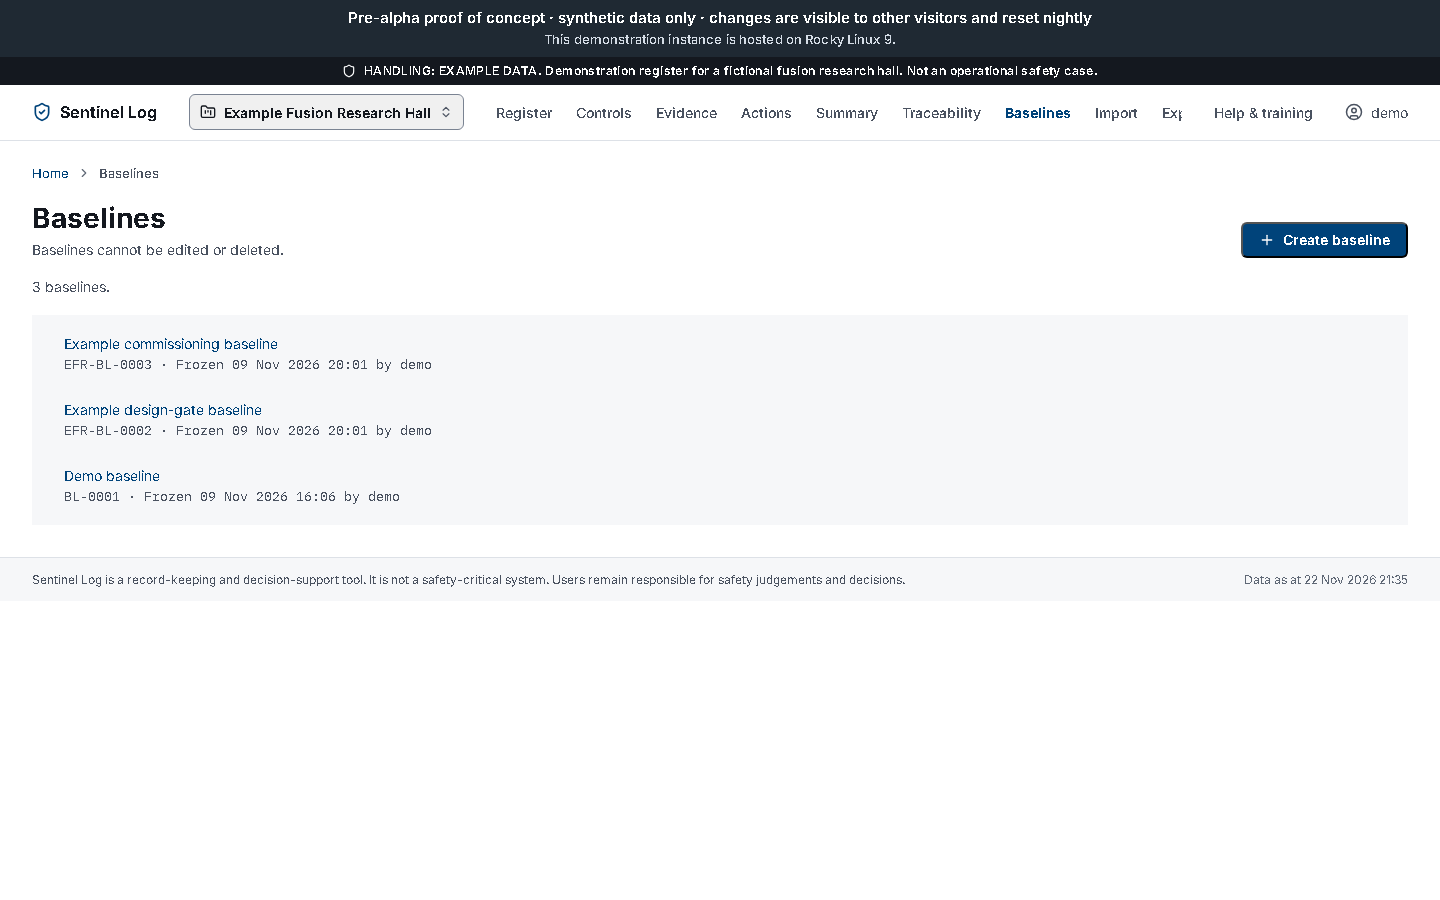 Pre-alpha proof of concept · synthetic data only · changes are visible to other visitors and reset nightly
This demonstration instance is hosted on Rocky Linux 9.
HANDLING: EXAMPLE DATA. Demonstration register for a fictional fusion research hall. Not an operational safety case.
Sentinel Log
Example Fusion Research Hall
Register Controls Evidence Actions Summary Traceability Baselines Import Exp
Help & training
demo
Home > Baselines
Baselines
Baselines cannot be edited or deleted.
+ Create baseline
3 baselines.
Example commissioning baseline
EFR-BL-0003 · Frozen 09 Nov 2026 20:01 by demo
Example design-gate baseline
EFR-BL-0002 · Frozen 09 Nov 2026 20:01 by demo
Demo baseline
BL-0001 · Frozen 09 Nov 2026 16:06 by demo
Sentinel Log is a record-keeping and decision-support tool. It is not a safety-critical system. Users remain responsible for safety judgements and decisions.
Data as at 22 Nov 2026 21:35